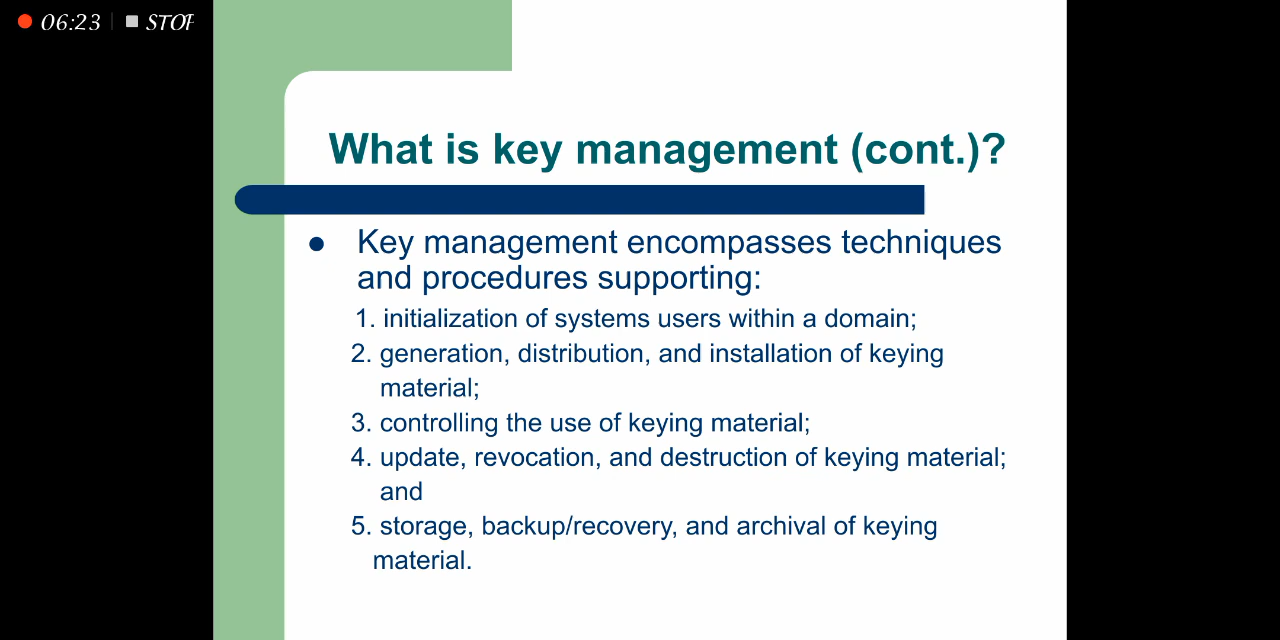 06:23
STOP
What is key management (cont.)?
Key management encompasses techniques
and procedures supporting:
1. initialization of systems users within a domain;
2. generation, distribution, and installation of keying
material;
3. controlling the use of keying material;
4. update, revocation, and destruction of keying material;
and
5. storage, backup/recovery, and archival of keying
material.